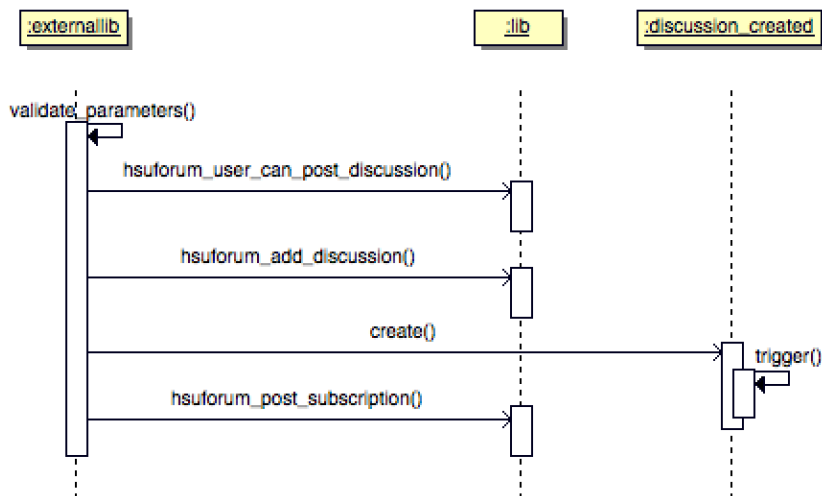 :externallib
:lib
:discussion_created
validate_parameters()
hsuforum_user_can_post_discussion()
hsuforum_add_discussion()
create()
trigger()
hsuforum_post_subscription()